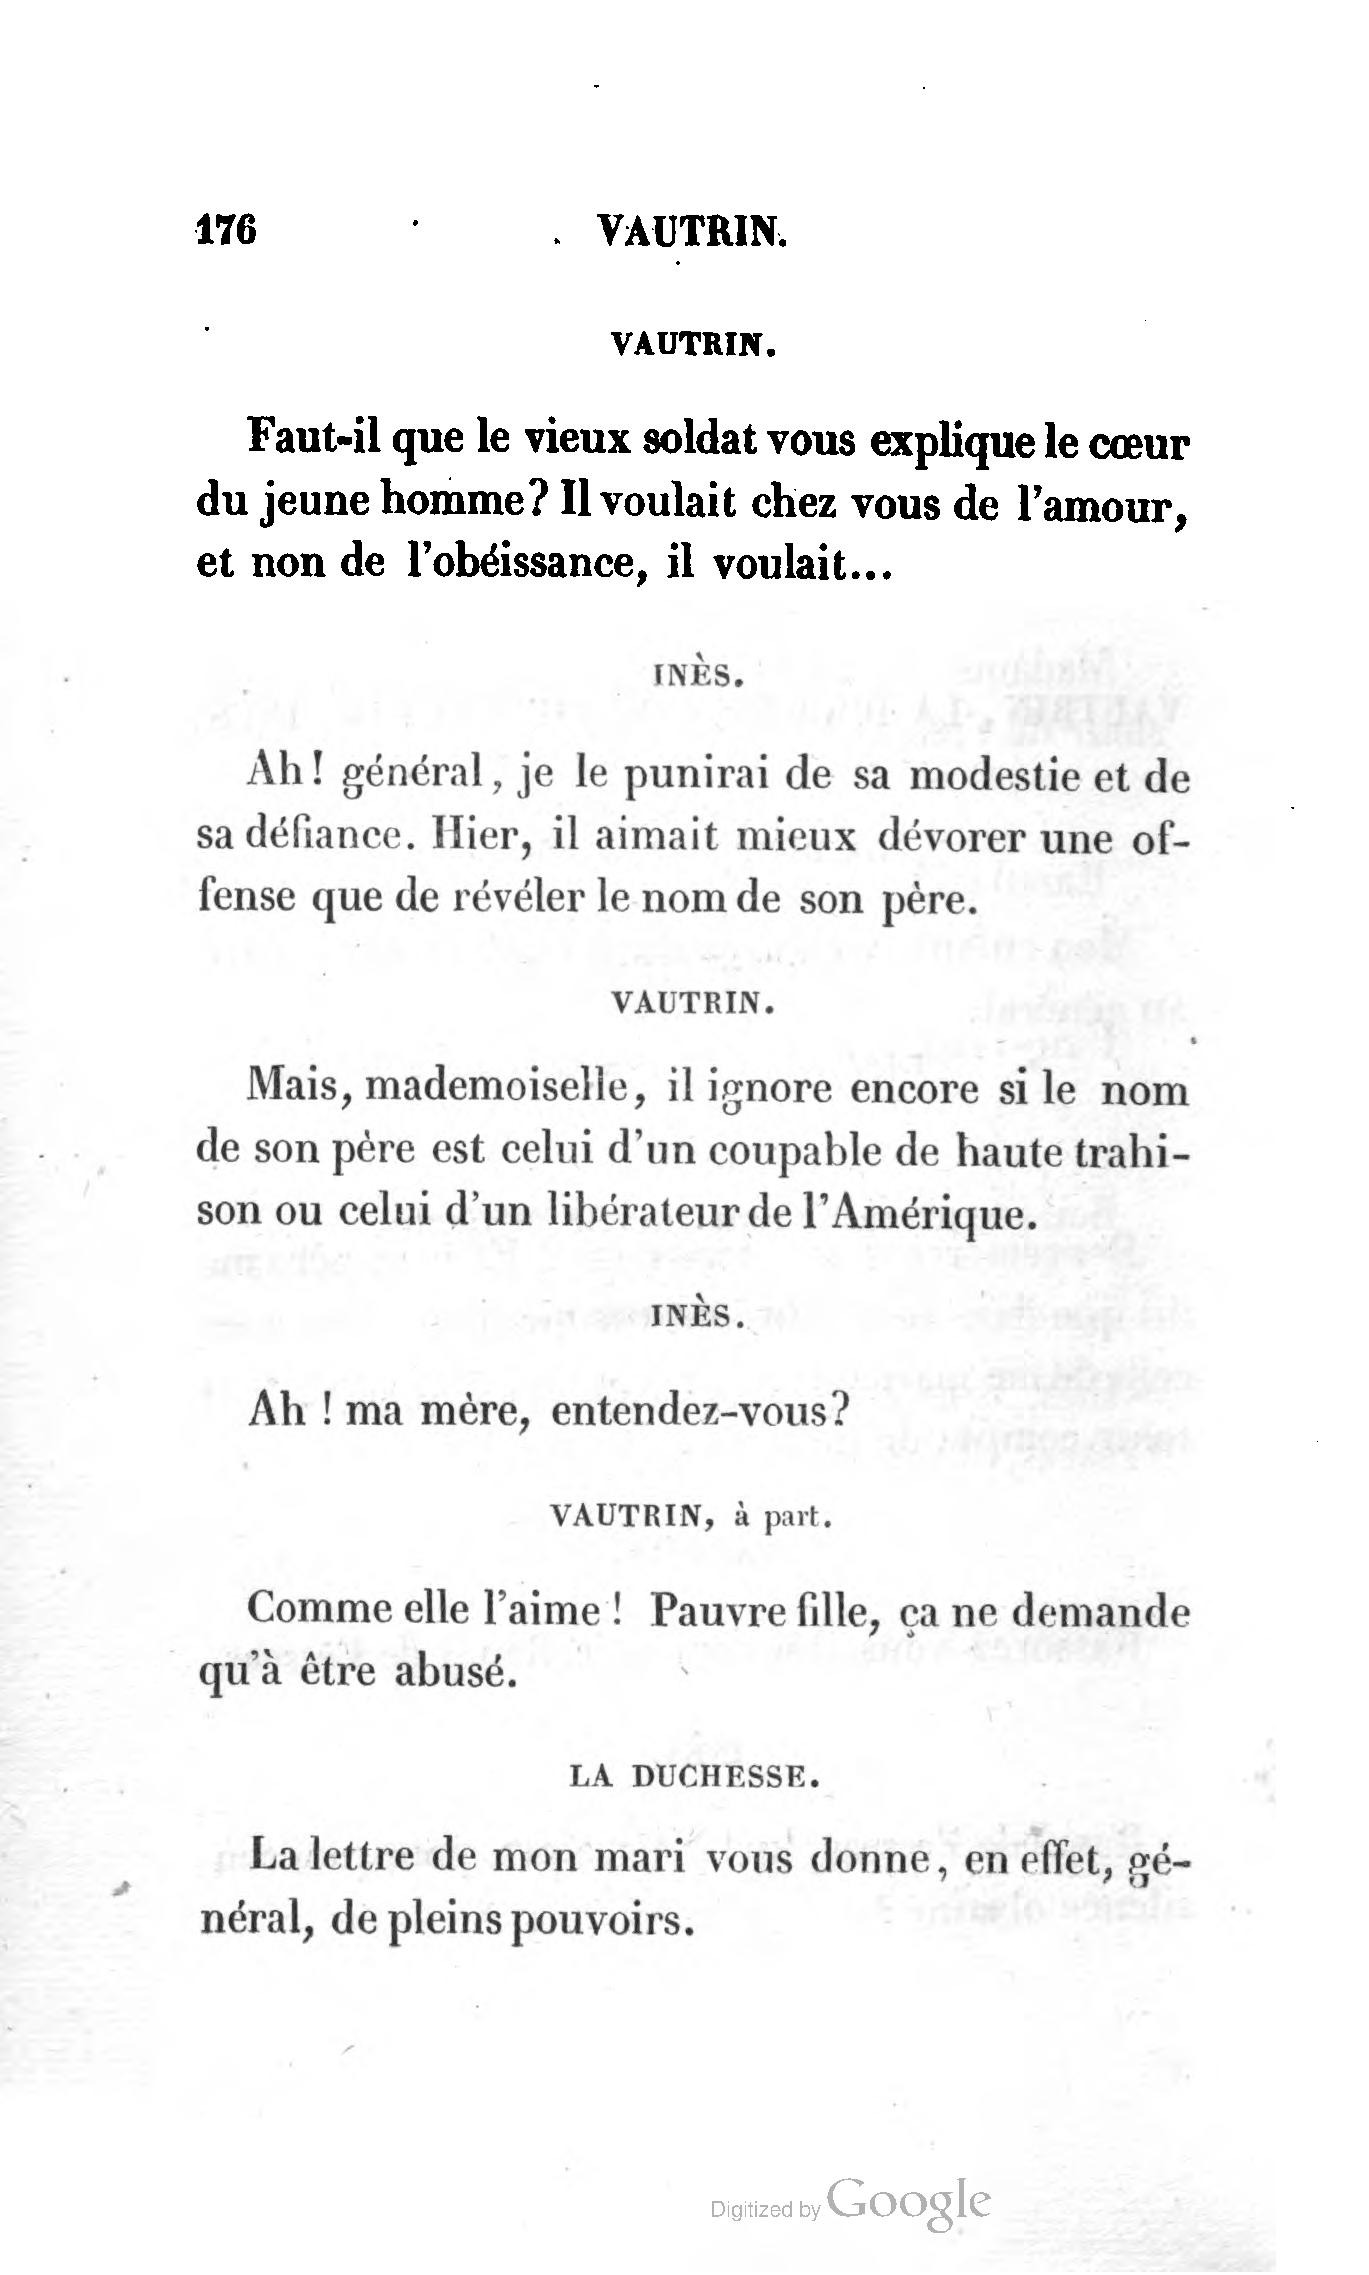 176
VAUTRIN.
VAUTRIN.
Faut-il que le vieux soldat vous explique le cœur
du jeune homme? Il voulait chez vous de l'amour,
et non de l'obéissance, il voulait...
INÈS.
Ah! général, je le punirai de sa modestie et de
sa défiance. Hier, il aimait mieux dévorer une of-
fense que de révéler le nom de son père.
VAUTRIN.
Mais, mademoiselle, il ignore encore si le nom
de son père est celui d'un coupable de haute trahi-
son ou celui d'un libérateur de l'Amérique.
INÈS.
Ah ! ma mère, entendez-vous?
VAUTRIN, à part.
Comme elle l'aime ! Pauvre fille, ça ne demande
qu'à être abusé.
LA DUCHESSE.
La lettre de mon mari vous donne, en effet, gé-
néral, de pleins pouvoirs.
Digitized by Google